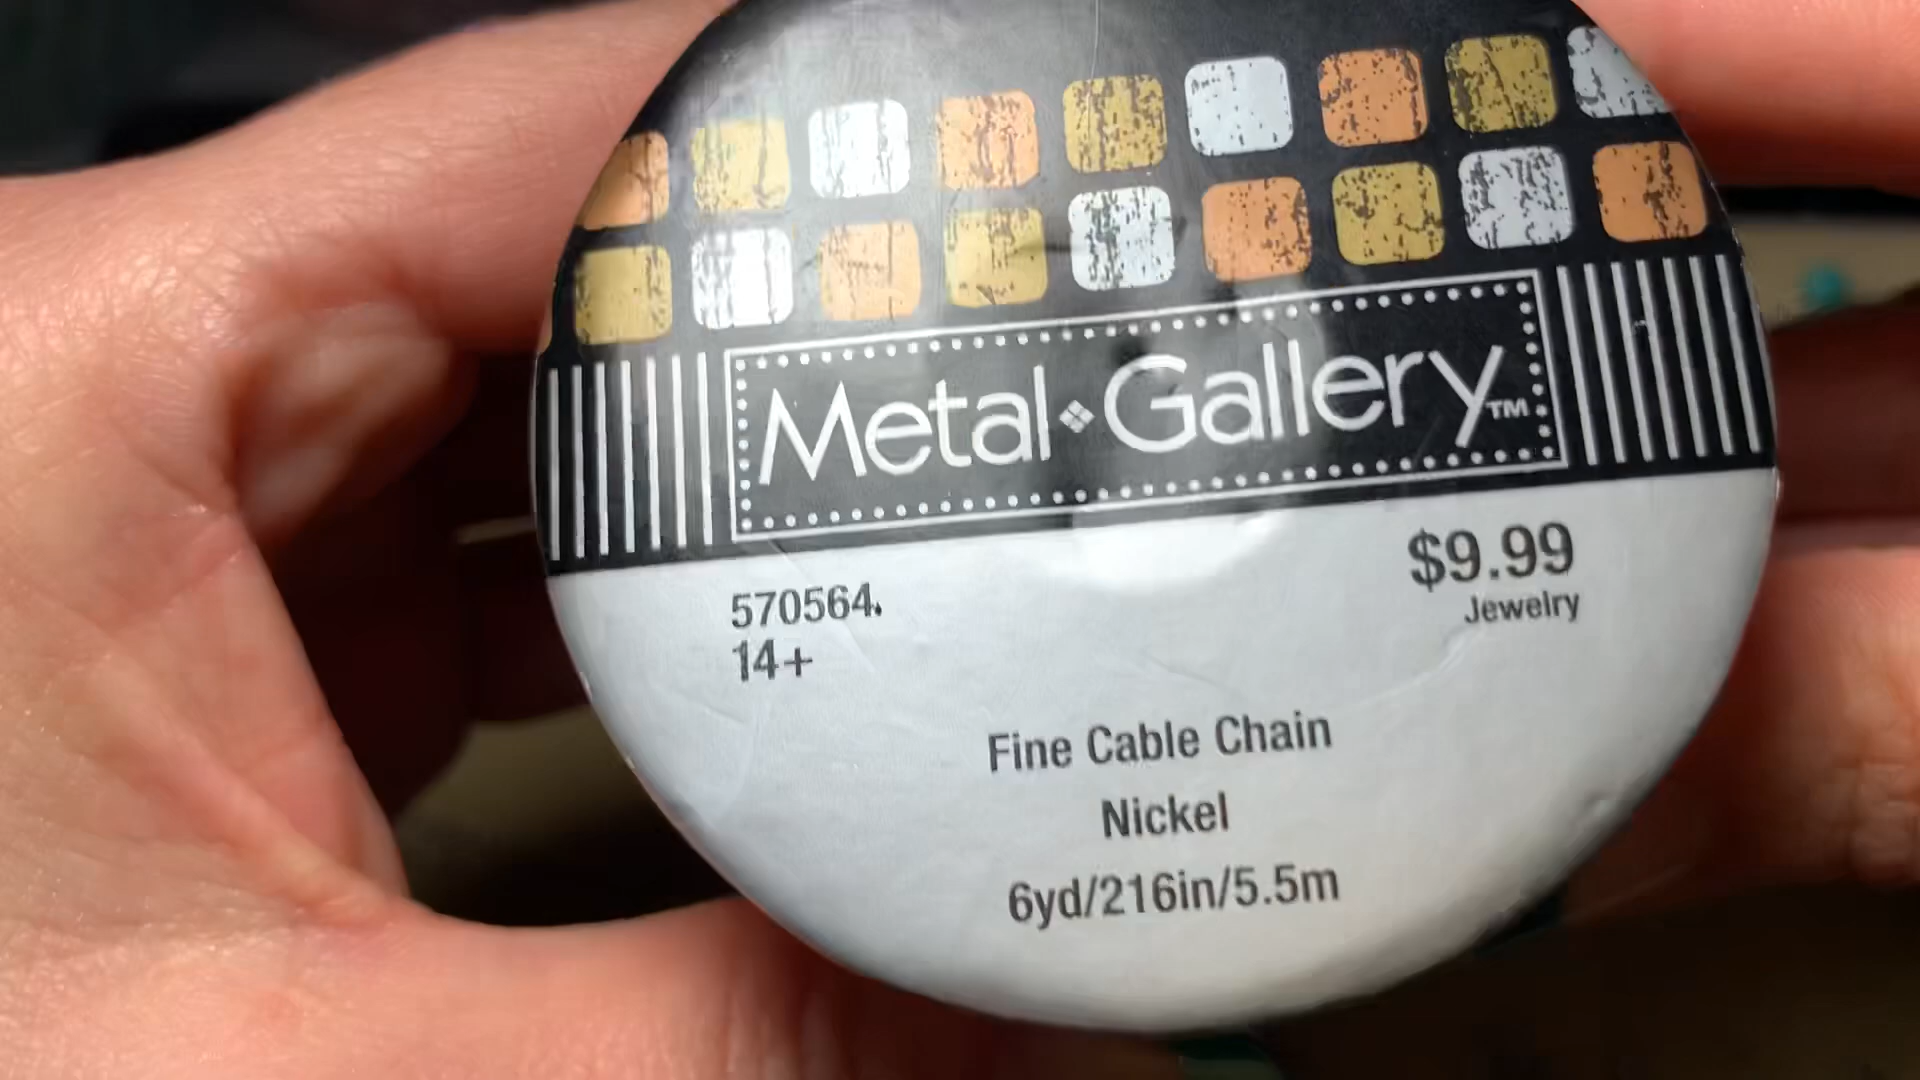 Metal Gallery™
$9.99
Jewelry
570564.
14+
Fine Cable Chain
Nickel
6yd/216in/5.5m